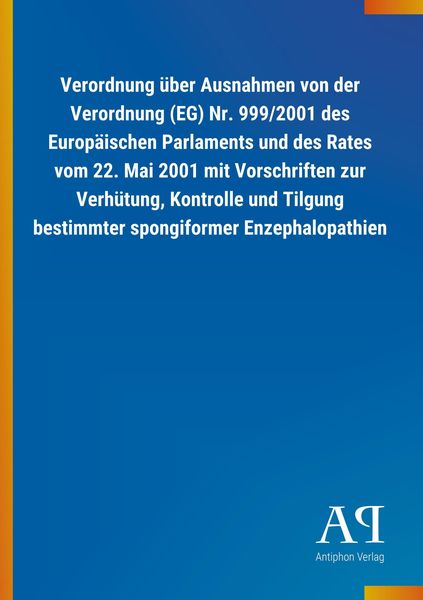 Verordnung über Ausnahmen von der
Verordnung (EG) Nr. 999/2001 des
Europäischen Parlaments und des Rates
vom 22. Mai 2001 mit Vorschriften zur
Verhütung, Kontrolle und Tilgung
bestimmter spongiformer Enzephalopathien
AP
Antiphon Verlag